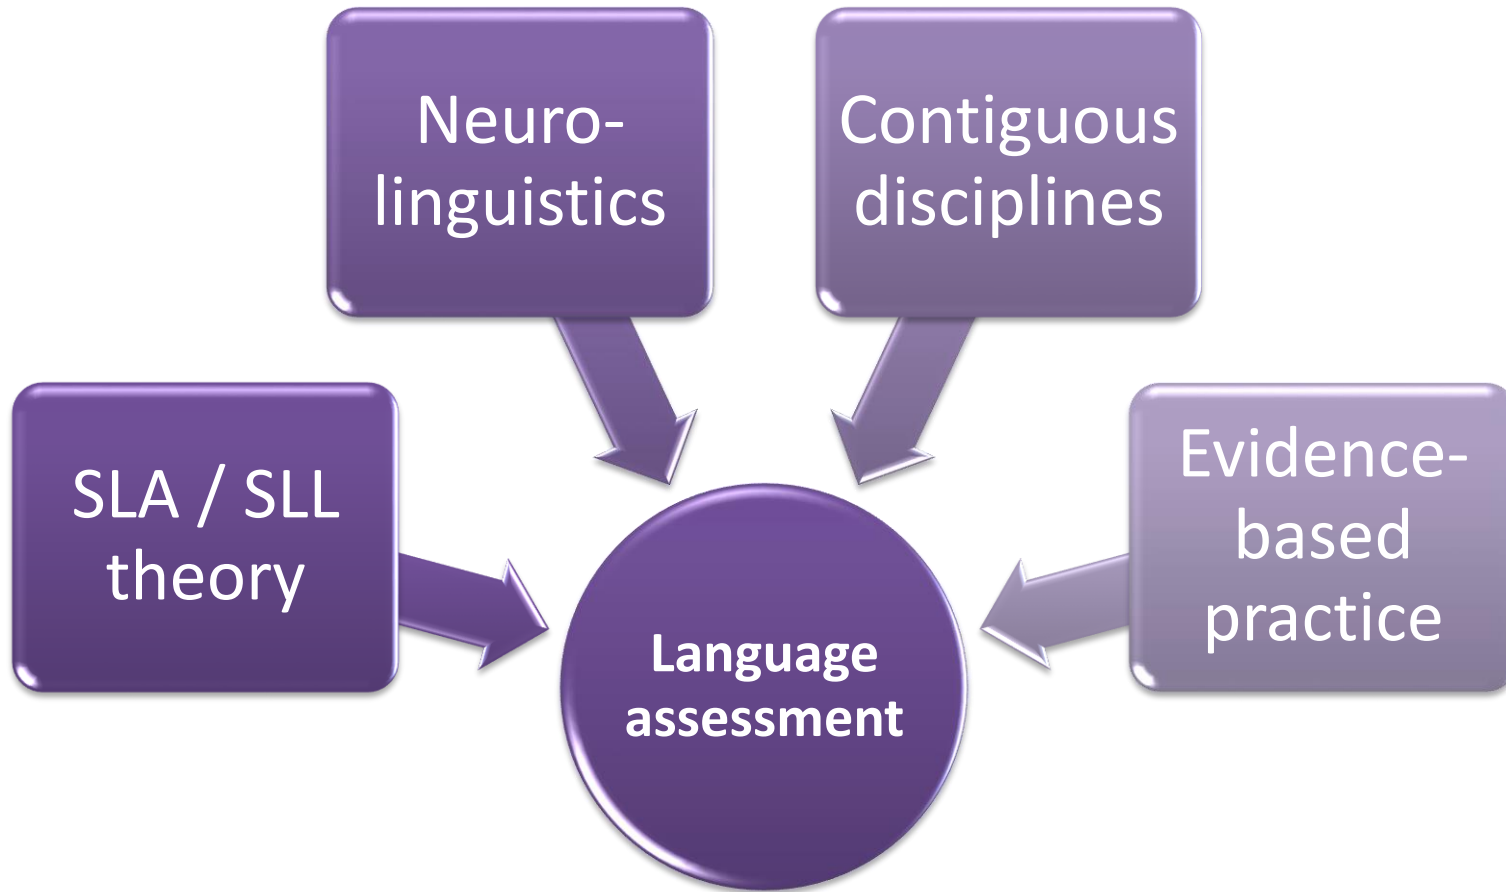 Neuro-
linguistics
Contiguous
disciplines
SLA / SLL
theory
Evidence-
based
practice
Language
assessment